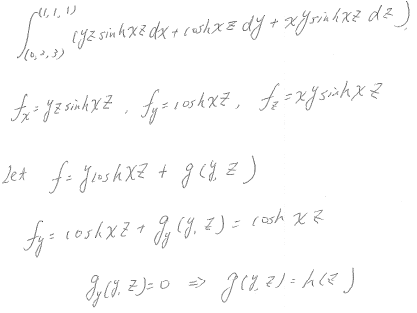 ∫_(0, 2, 3)^(1, 1, 1) (yz sinh xz dx + cosh xz dy + xy sinh xz dz)
f_x = yz sinh xz , f_y = cosh xz , f_z = xy sinh xz
Let f = y cosh xz + g(y, z)
f_y = cosh xz + g_y(y, z) = cosh xz
g_y(y, z) = 0 ⇒ g(y, z) = h(z)